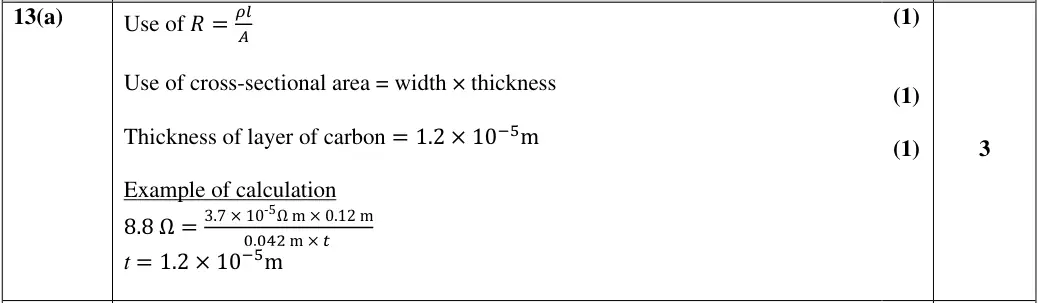 13(a) Use of R = ρl/A (1)
Use of cross-sectional area = width × thickness (1)
Thickness of layer of carbon = 1.2 × 10⁻⁵m (1) 3
Example of calculation
8.8 Ω = 3.7 × 10⁻⁵Ω m × 0.12 m / 0.042 m × t
t = 1.2 × 10⁻⁵m